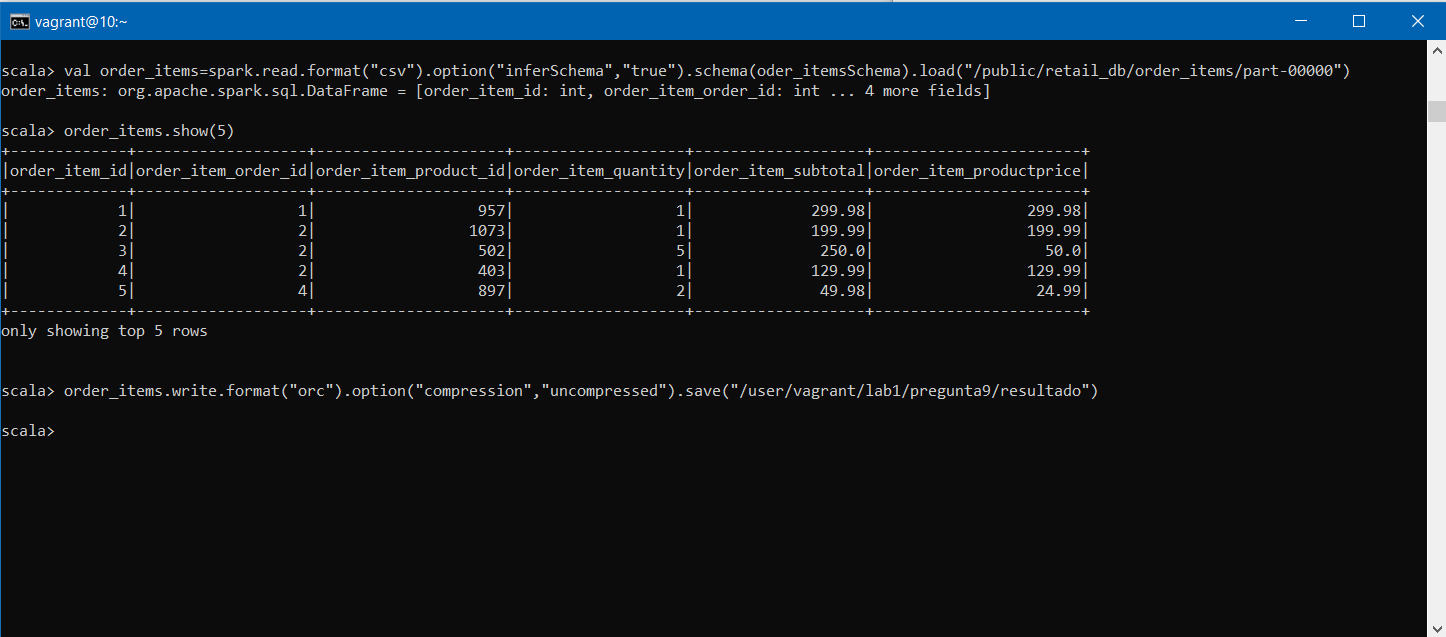 vagrant@10:~
scala> val order_items=spark.read.format("csv").option("inferSchema","true").schema(oder_itemsSchema).load("/public/retail_db/order_items/part-00000")
order_items: org.apache.spark.sql.DataFrame = [order_item_id: int, order_item_order_id: int ... 4 more fields]
scala> order_items.show(5)
+-------------+-------------------+---------------------+-------------------+-------------------+-----------------------+
|order_item_id|order_item_order_id|order_item_product_id|order_item_quantity|order_item_subtotal|order_item_productprice|
+-------------+-------------------+---------------------+-------------------+-------------------+-----------------------+
|            1|                  1|                  957|                  1|             299.98|                 299.98|
|            2|                  2|                 1073|                  1|             199.99|                 199.99|
|            3|                  2|                  502|                  5|              250.0|                   50.0|
|            4|                  2|                  403|                  1|             129.99|                 129.99|
|            5|                  4|                  897|                  2|              49.98|                  24.99|
+-------------+-------------------+---------------------+-------------------+-------------------+-----------------------+
only showing top 5 rows
scala> order_items.write.format("orc").option("compression","uncompressed").save("/user/vagrant/lab1/pregunta9/resultado")
scala>